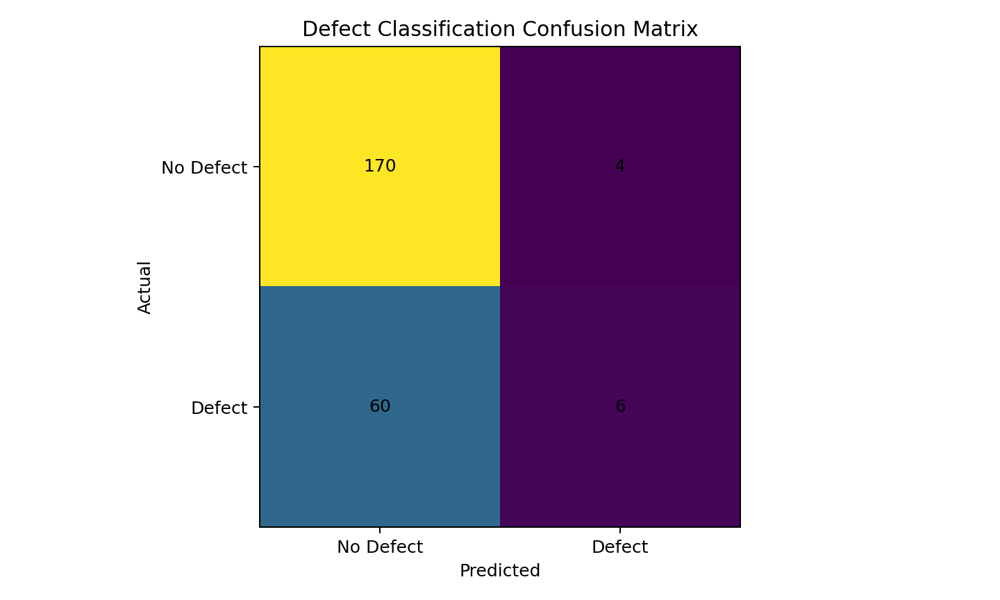 Defect Classification Confusion Matrix
No Defect
170
4
Actual
Defect
60
6
No Defect
Defect
Predicted